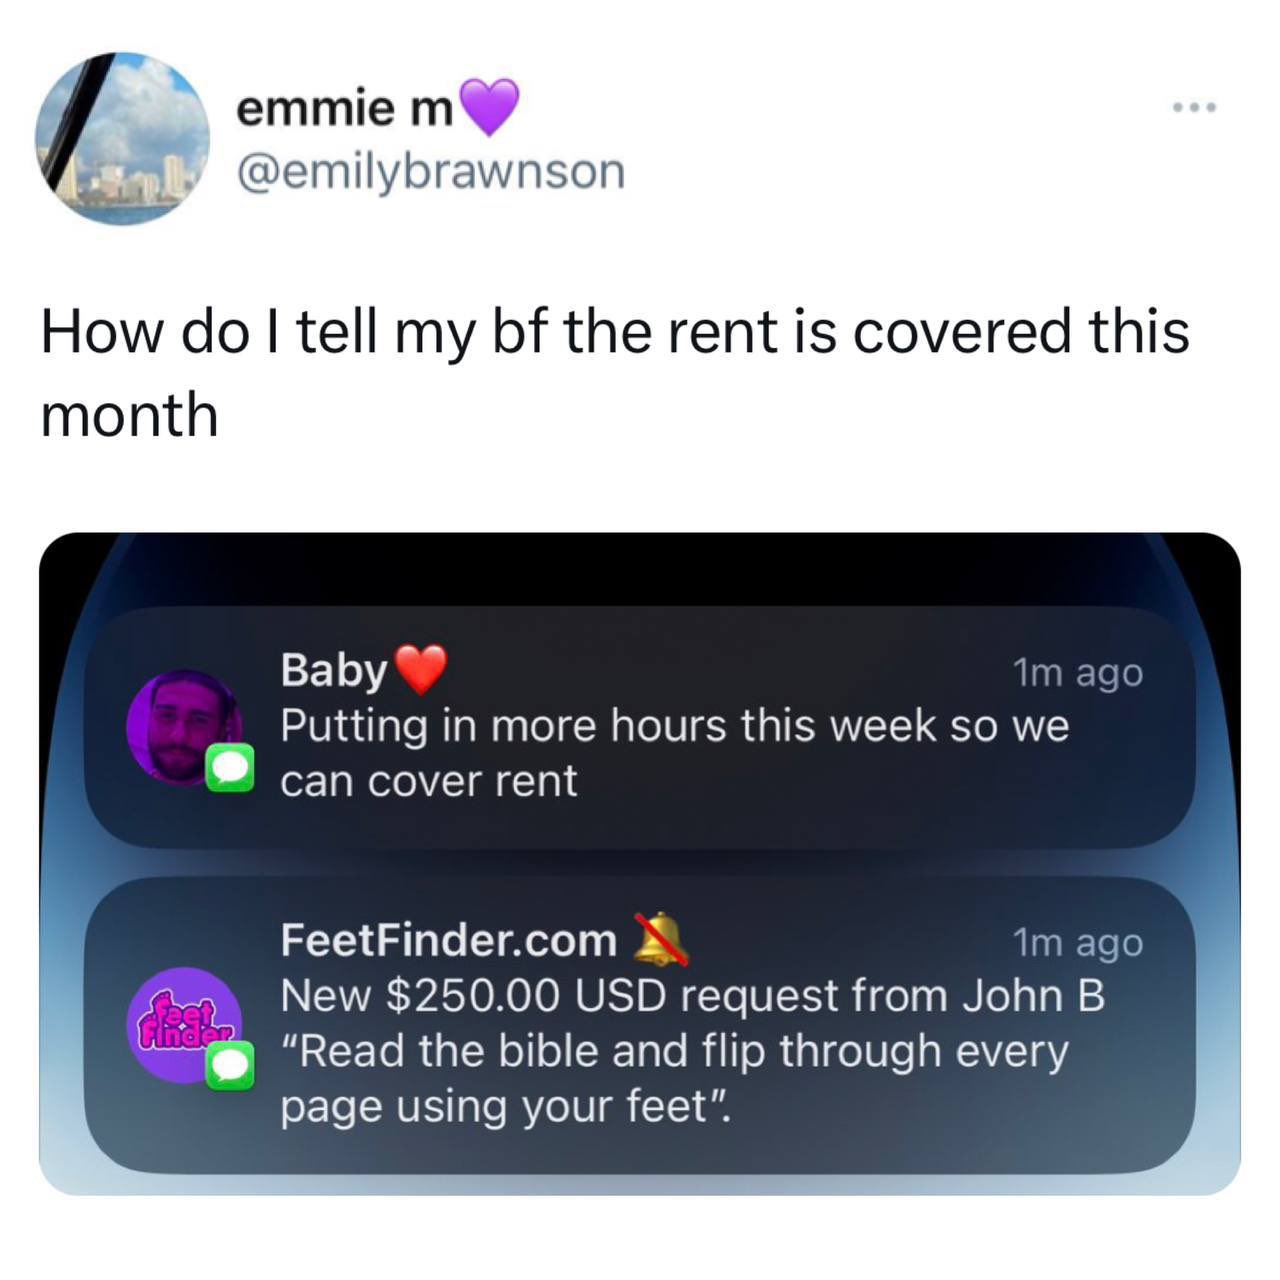 emmie m💜
@emilybrawnson
How do I tell my bf the rent is covered this
month
Baby❤️
1m ago
Putting in more hours this week so we
can cover rent
FeetFinder.com 🔕
1m ago
New $250.00 USD request from John B
“Read the bible and flip through every
page using your feet”.
feet
finder